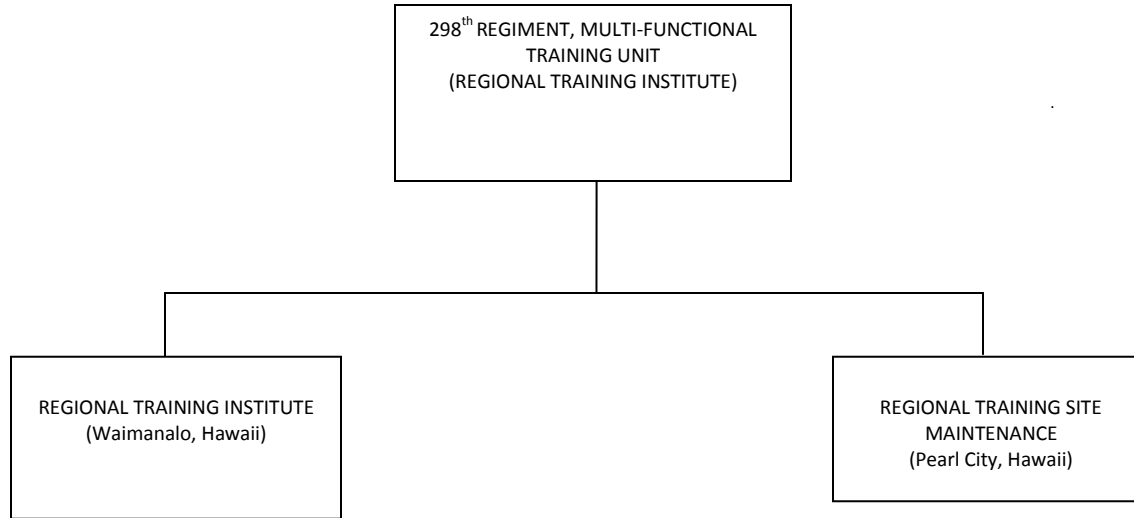 298th REGIMENT, MULTI-FUNCTIONAL
TRAINING UNIT
(REGIONAL TRAINING INSTITUTE)
.
REGIONAL TRAINING INSTITUTE
(Waimanalo, Hawaii)
REGIONAL TRAINING SITE
MAINTENANCE
(Pearl City, Hawaii)